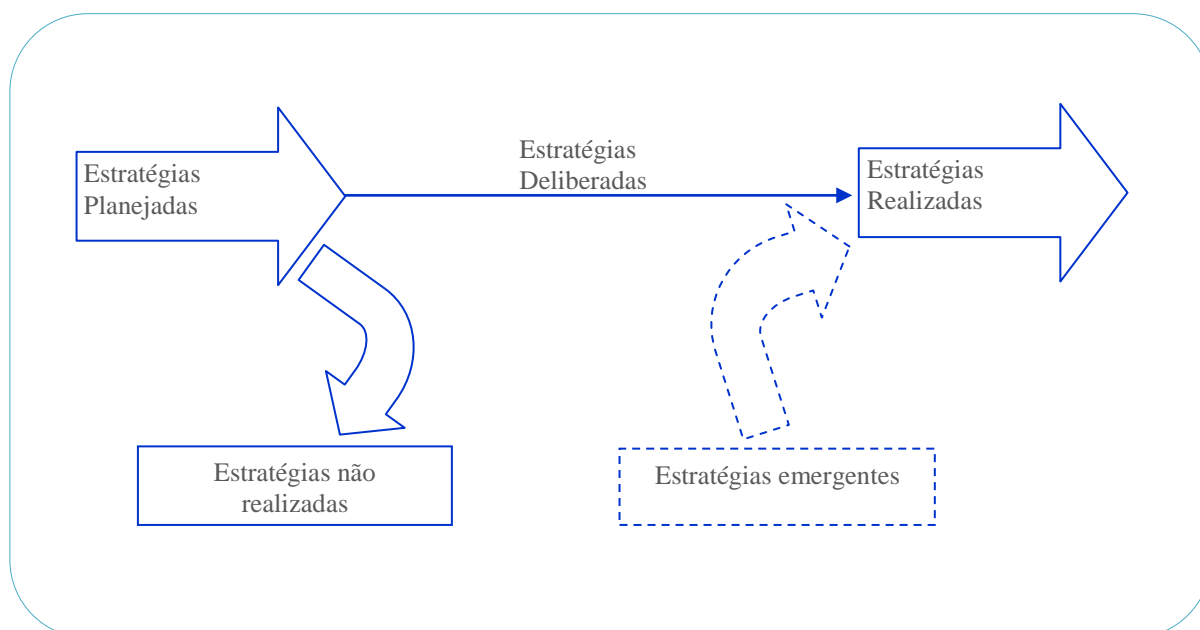 Estratégias
Planejadas
Estratégias
Deliberadas
Estratégias
Realizadas
Estratégias não
realizadas
Estratégias emergentes